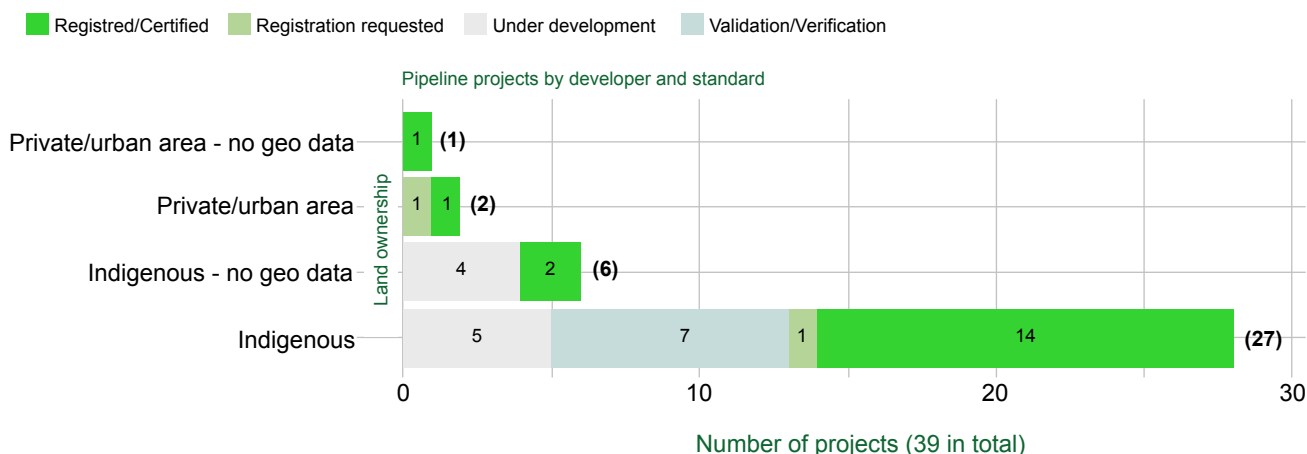 Registred/Certified Registration requested Under development Validation/Verification
Pipeline projects by developer and standard
Land ownership
Private/urban area - no geo data 1 (1)
Private/urban area 1 1 (2)
Indigenous - no geo data 4 2 (6)
Indigenous 5 7 1 14 (27)
0 10 20 30
Number of projects (39 in total)